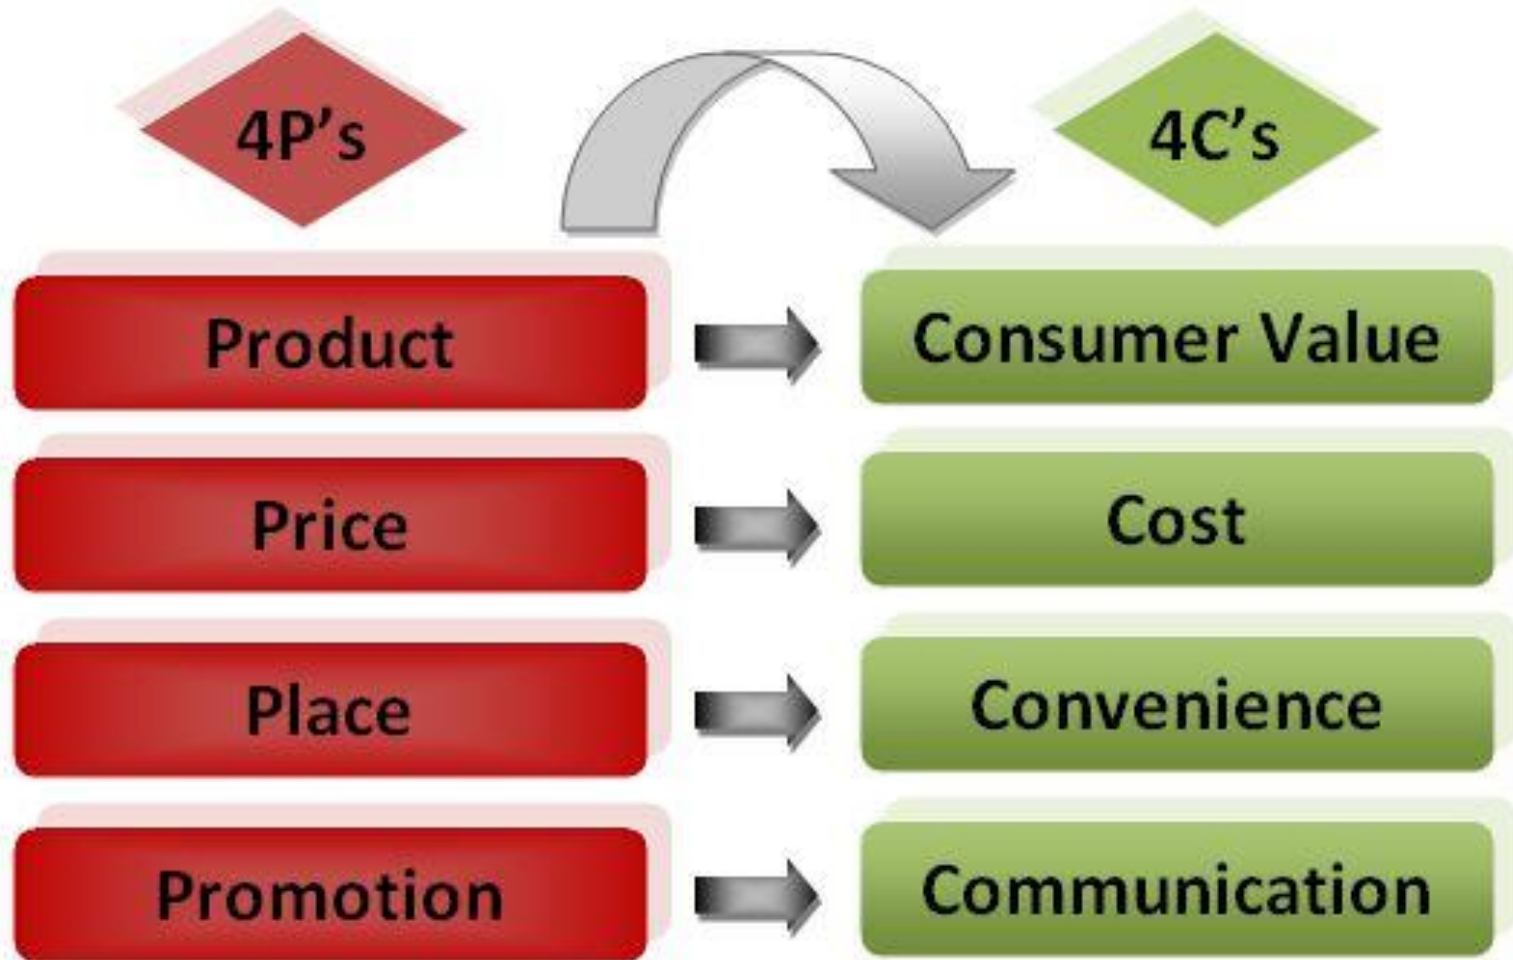 4P's
4C's
Product
Consumer Value
Price
Cost
Place
Convenience
Promotion
Communication